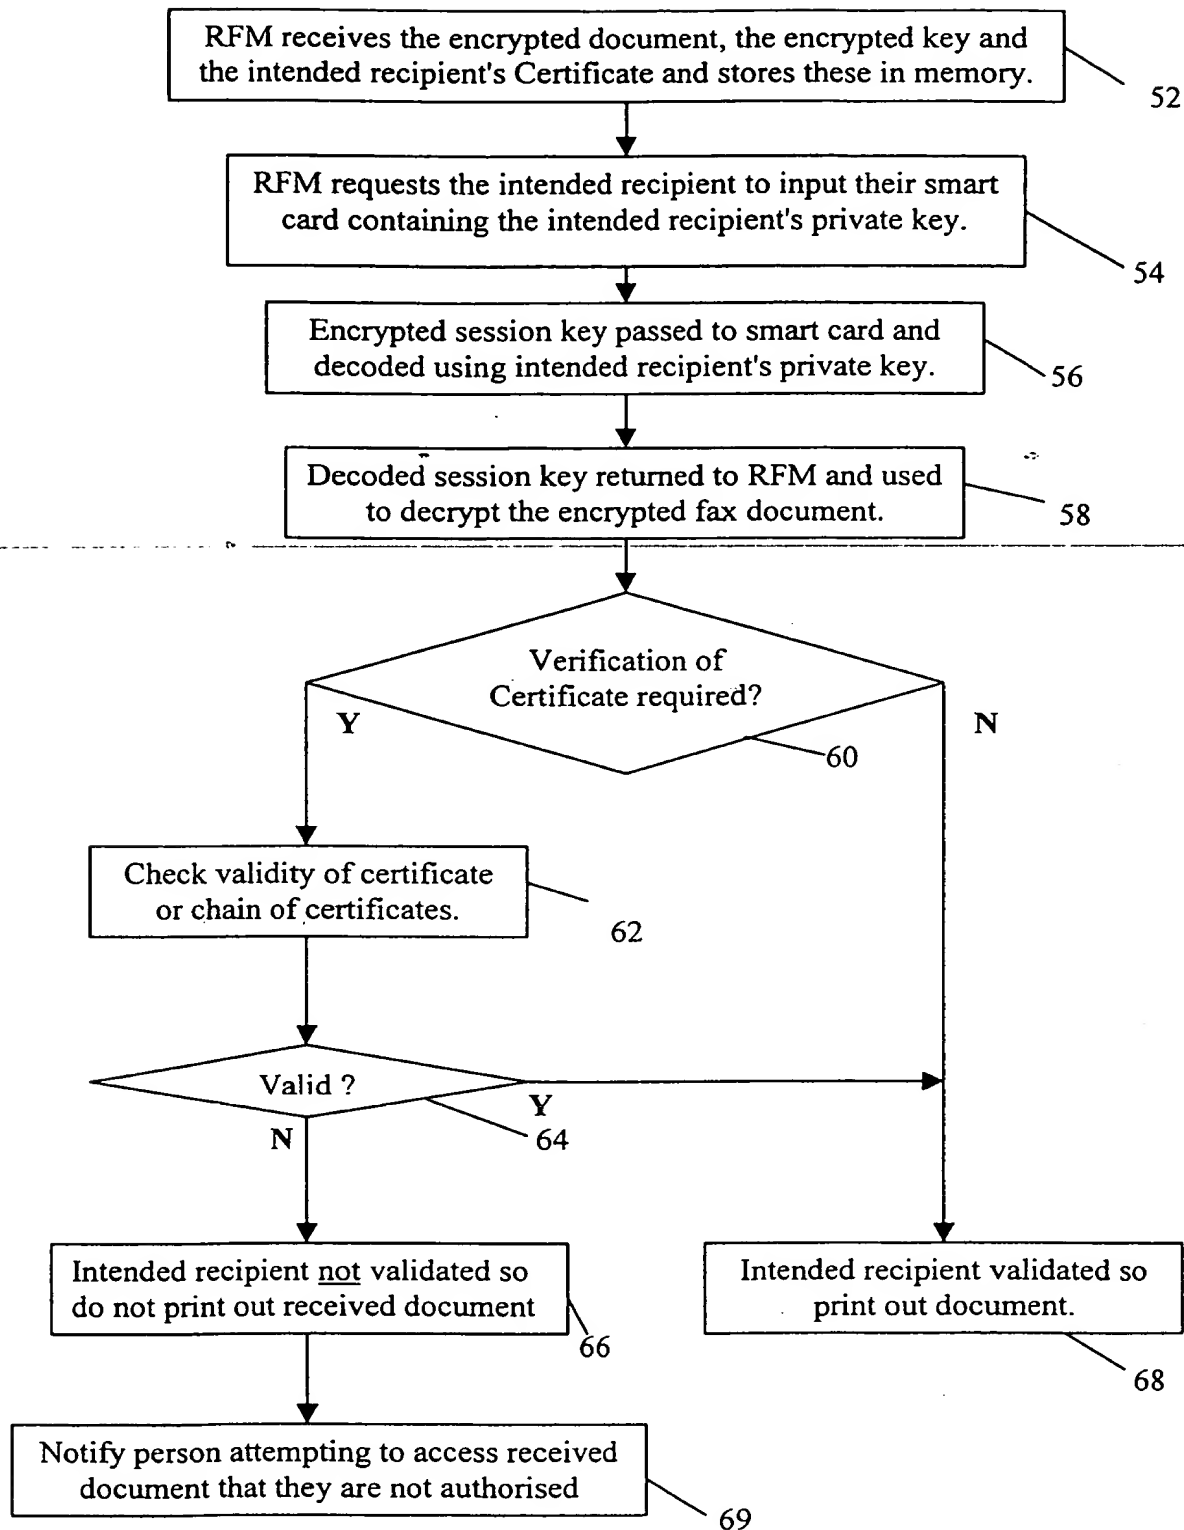 RFM receives the encrypted document, the encrypted key and
the intended recipient's Certificate and stores these in memory.
52
RFM requests the intended recipient to input their smart
card containing the intended recipient's private key.
54
Encrypted session key passed to smart card and
decoded using intended recipient's private key.
56
Decoded session key returned to RFM and used
to decrypt the encrypted fax document.
58
Verification of
Certificate required?
Y
N
60
Check validity of certificate
or chain of certificates.
62
Valid ?
Y
N
64
Intended recipient not validated so
do not print out received document
66
Intended recipient validated so
print out document.
68
Notify person attempting to access received
document that they are not authorised
69